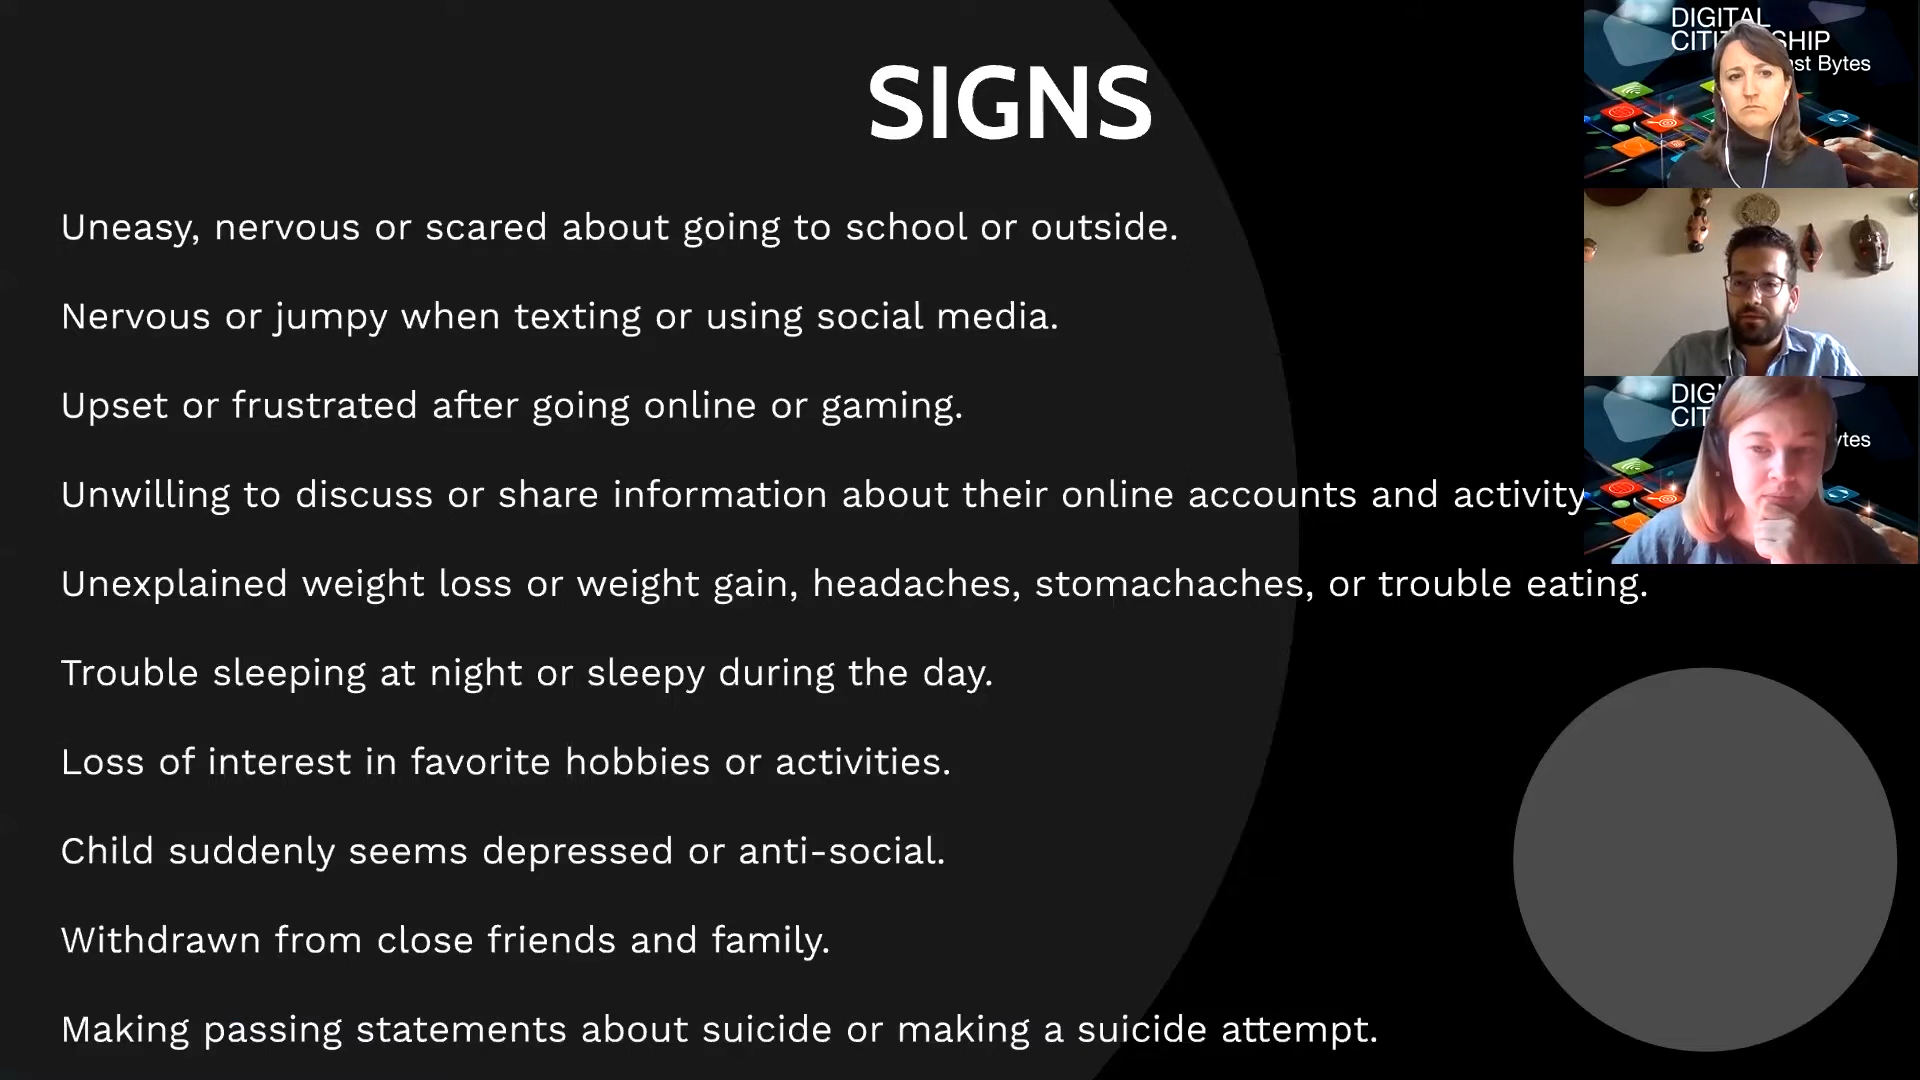 SIGNS
Uneasy, nervous or scared about going to school or outside.
Nervous or jumpy when texting or using social media.
Upset or frustrated after going online or gaming.
Unwilling to discuss or share information about their online accounts and activity
Unexplained weight loss or weight gain, headaches, stomachaches, or trouble eating.
Trouble sleeping at night or sleepy during the day.
Loss of interest in favorite hobbies or activities.
Child suddenly seems depressed or anti-social.
Withdrawn from close friends and family.
Making passing statements about suicide or making a suicide attempt.
DIGITAL
Bytes